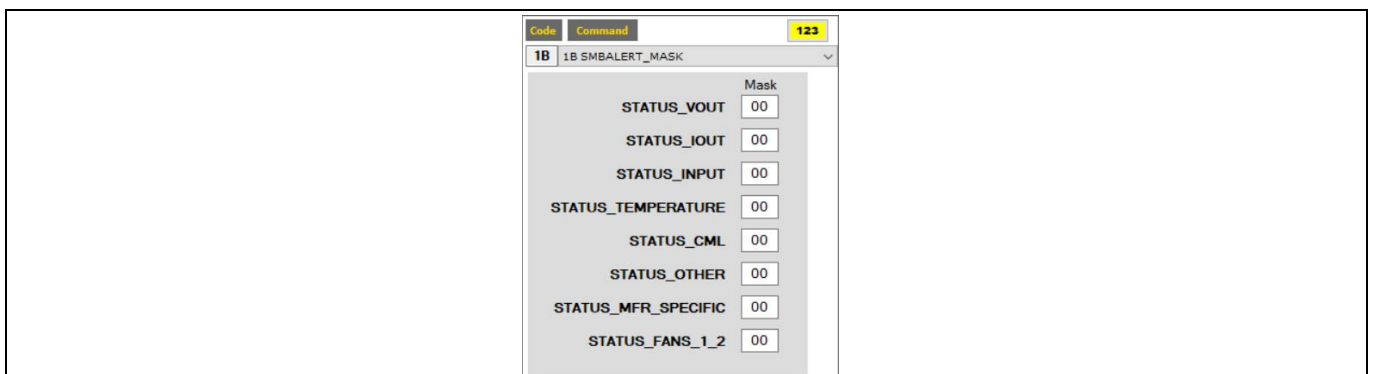 Code Command 123
1B 1B SMBALERT_MASK
Mask
STATUS_VOUT 00
STATUS_IOUT 00
STATUS_INPUT 00
STATUS_TEMPERATURE 00
STATUS_CML 00
STATUS_OTHER 00
STATUS_MFR_SPECIFIC 00
STATUS_FANS_1_2 00